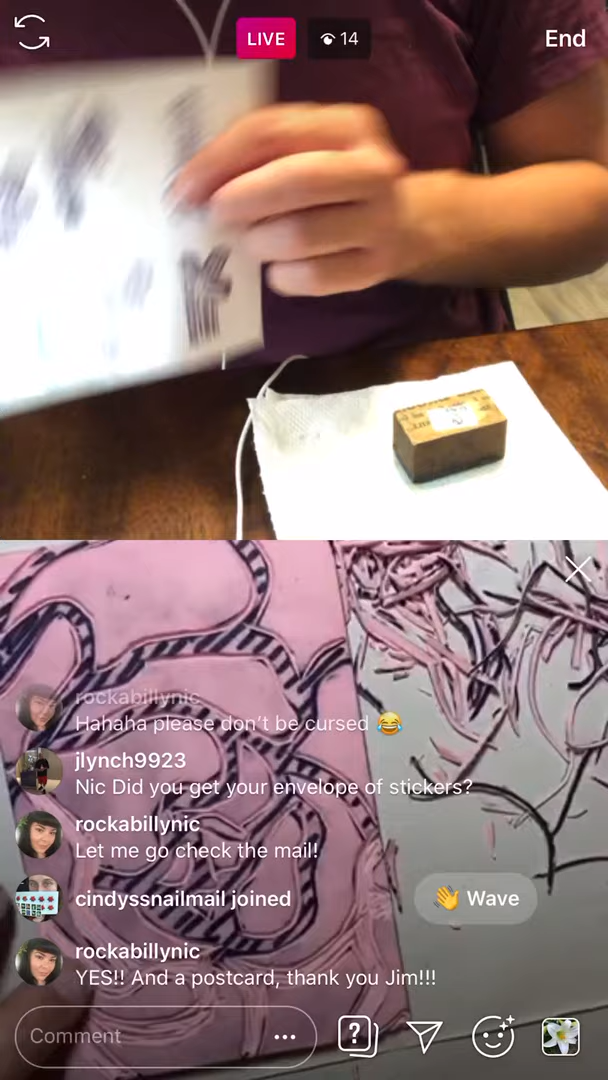 LIVE
14
End
rockabillynic
Hahaha please don't be cursed 😂
jlynch9923
Nic Did you get your envelope of stickers?
rockabillynic
Let me go check the mail!
cindyssnailmail joined
👋 Wave
rockabillynic
YES!! And a postcard, thank you Jim!!!
Comment